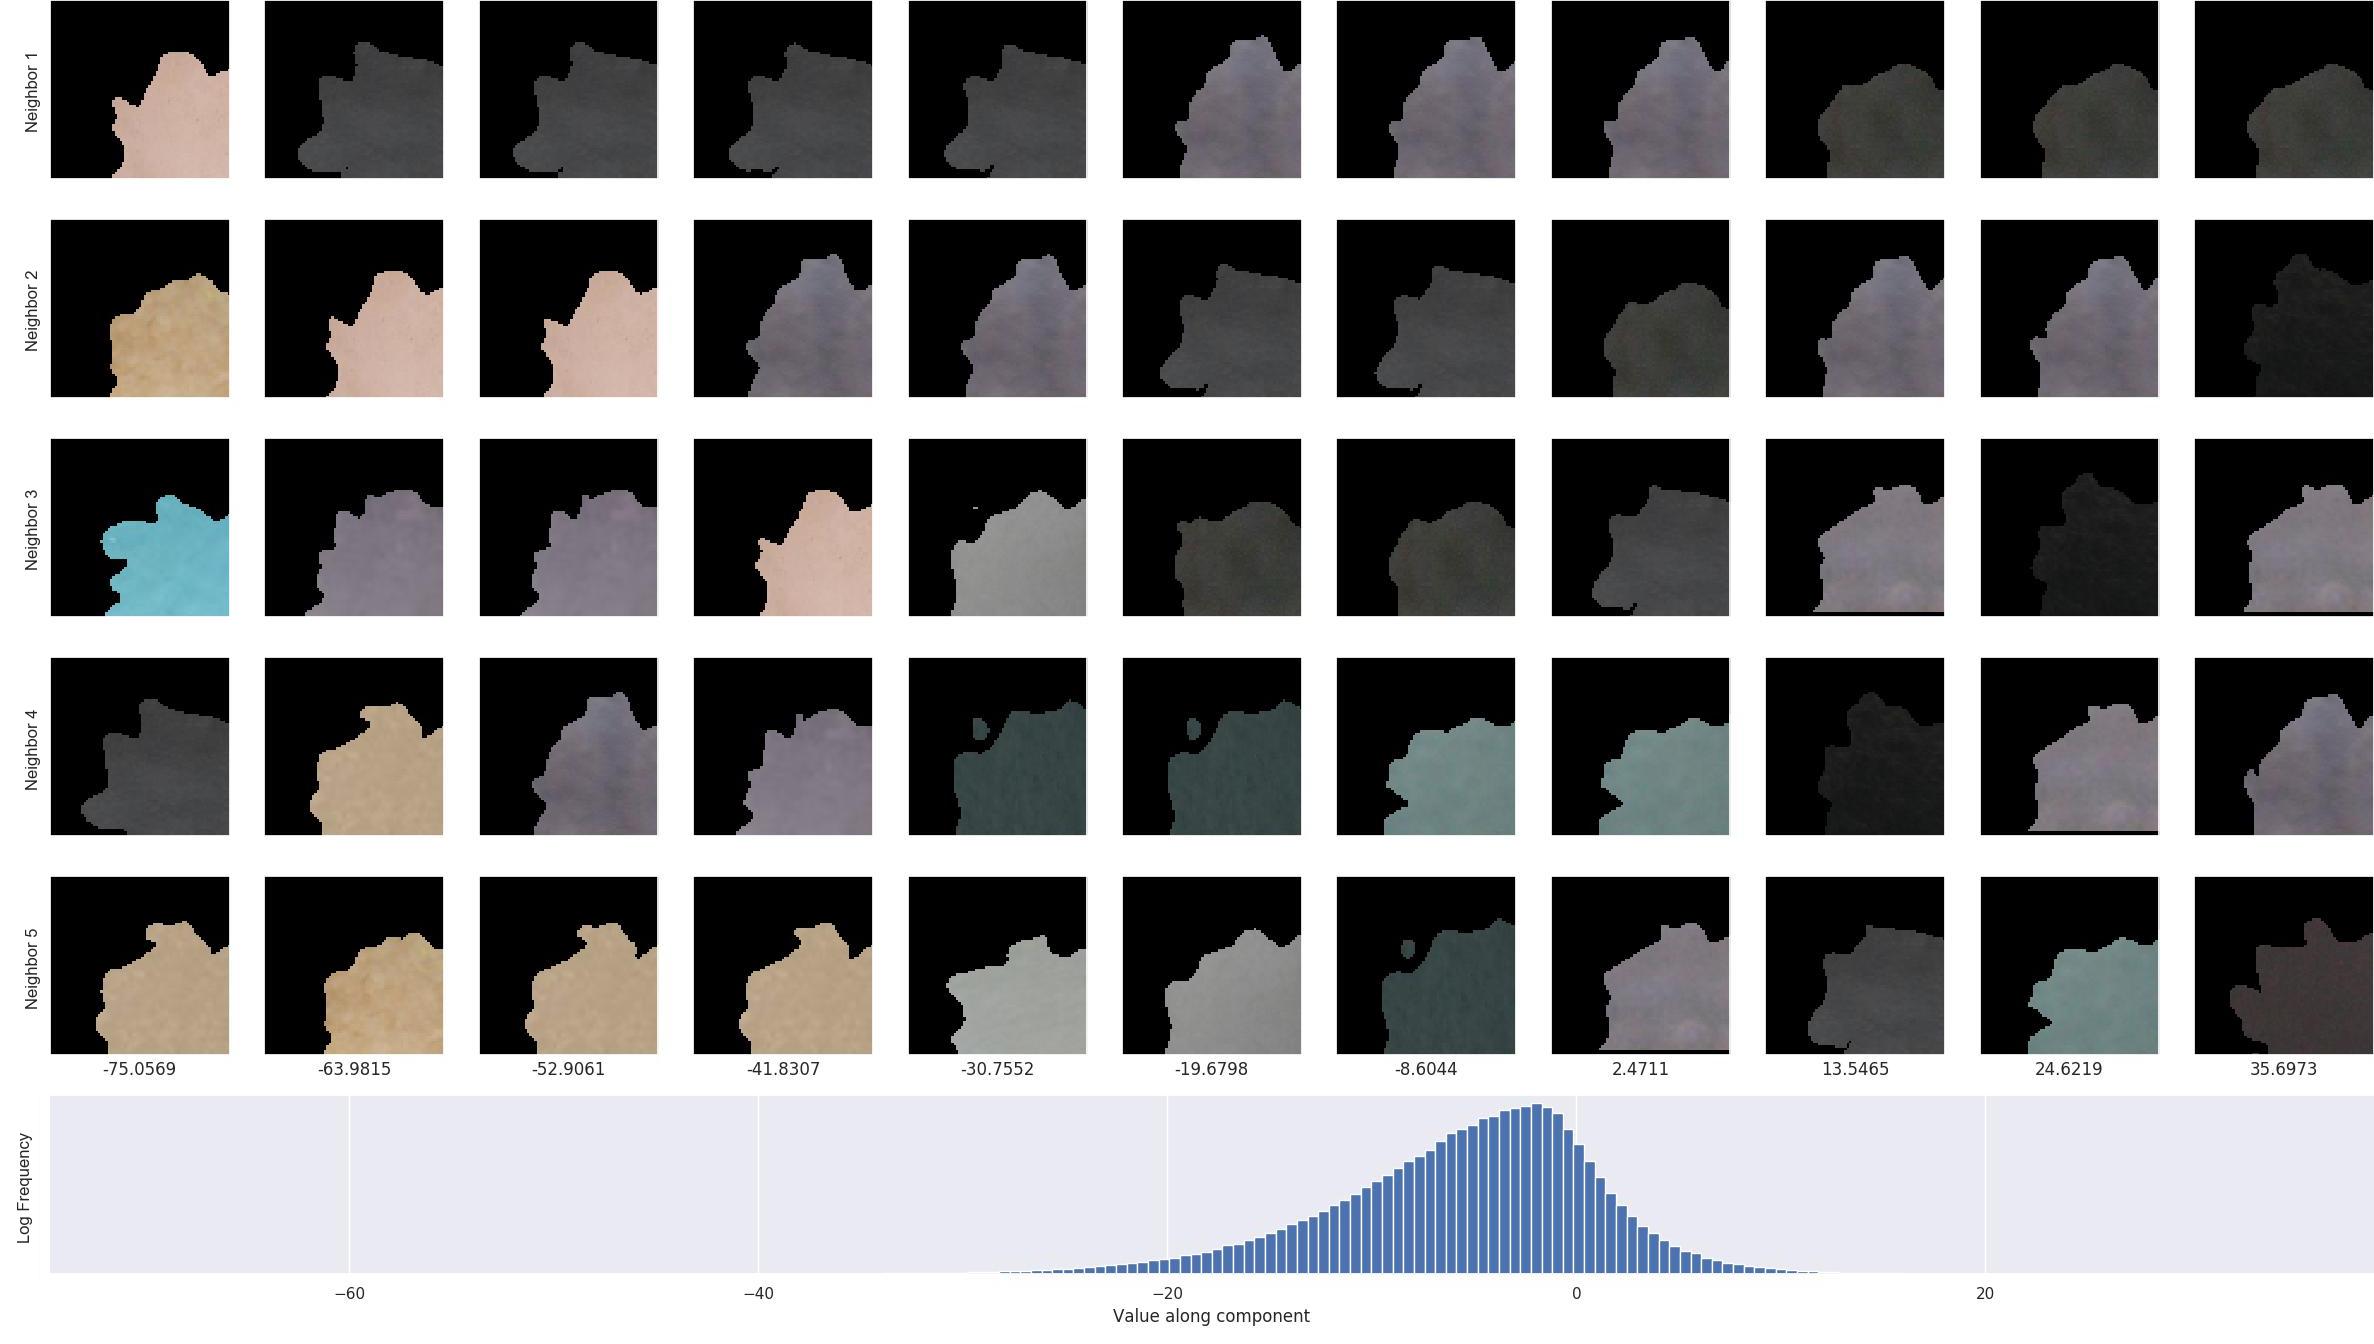 Neighbor 1
Neighbor 2
Neighbor 3
Neighbor 4
Neighbor 5
-75.0569 -63.9815 -52.9061 -41.8307 -30.7552 -19.6798 -8.6044 2.4711 13.5465 24.6219 35.6973
Log Frequency
−60 −40 −20 0 20
Value along component